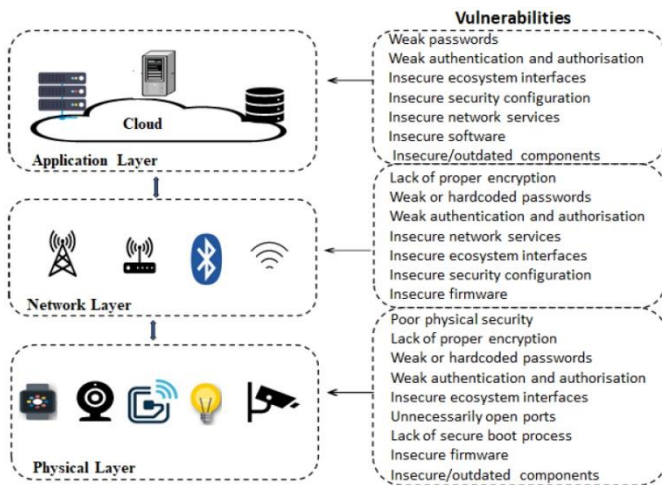 Vulnerabilities
Weak passwords
Weak authentication and authorisation
Insecure ecosystem interfaces
Insecure security configuration
Insecure network services
Insecure software
Insecure/outdated components
Cloud
Application Layer
Lack of proper encryption
Weak or hardcoded passwords
Weak authentication and authorisation
Insecure network services
Insecure ecosystem interfaces
Insecure security configuration
Insecure firmware
Network Layer
Poor physical security
Lack of proper encryption
Weak or hardcoded passwords
Weak authentication and authorisation
Insecure ecosystem interfaces
Unnecessarily open ports
Lack of secure boot process
Insecure firmware
Insecure/outdated components
Physical Layer